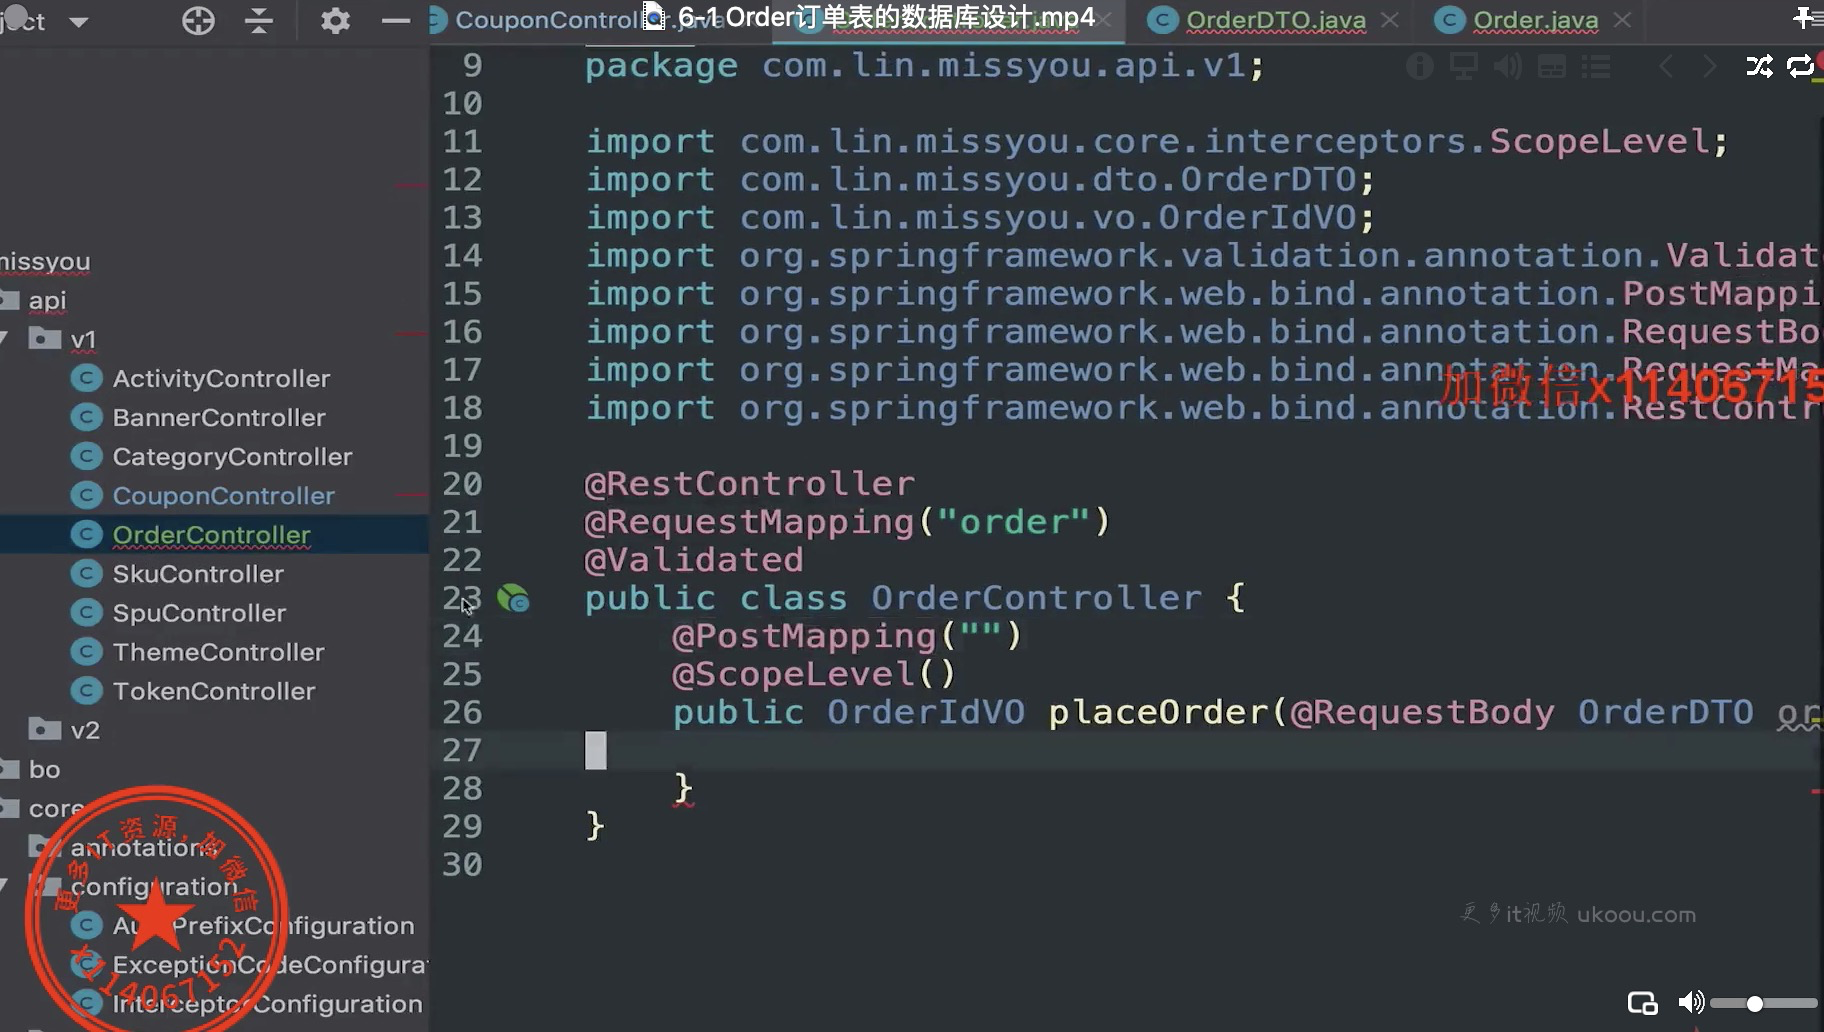 ject
CouponController.java
6-1 Order订单表的数据库设计.mp4
OrderDTO.java
Order.java
missyou
api
v1
ActivityController
BannerController
CategoryController
CouponController
OrderController
SkuController
SpuController
ThemeController
TokenController
v2
bo
core
annotations
configuration
AutoPrefixConfiguration
ExceptionCodeConfigurat
InterceptorConfiguration
9 package com.lin.missyou.api.v1;
10
11 import com.lin.missyou.core.interceptors.ScopeLevel;
12 import com.lin.missyou.dto.OrderDTO;
13 import com.lin.missyou.vo.OrderIdVO;
14 import org.springframework.validation.annotation.Validat
15 import org.springframework.web.bind.annotation.PostMappi
16 import org.springframework.web.bind.annotation.RequestBo
17 import org.springframework.web.bind.annotation.RequestMa
18 import org.springframework.web.bind.annotation.RestContr
19
20 @RestController
21 @RequestMapping("order")
22 @Validated
23 public class OrderController {
24 @PostMapping("")
25 @ScopeLevel()
26 public OrderIdVO placeOrder(@RequestBody OrderDTO or
27
28 }
29 }
30
加微信x11406715
更多IT资源,加微信
x114067152
更多it视频 ukoou.com